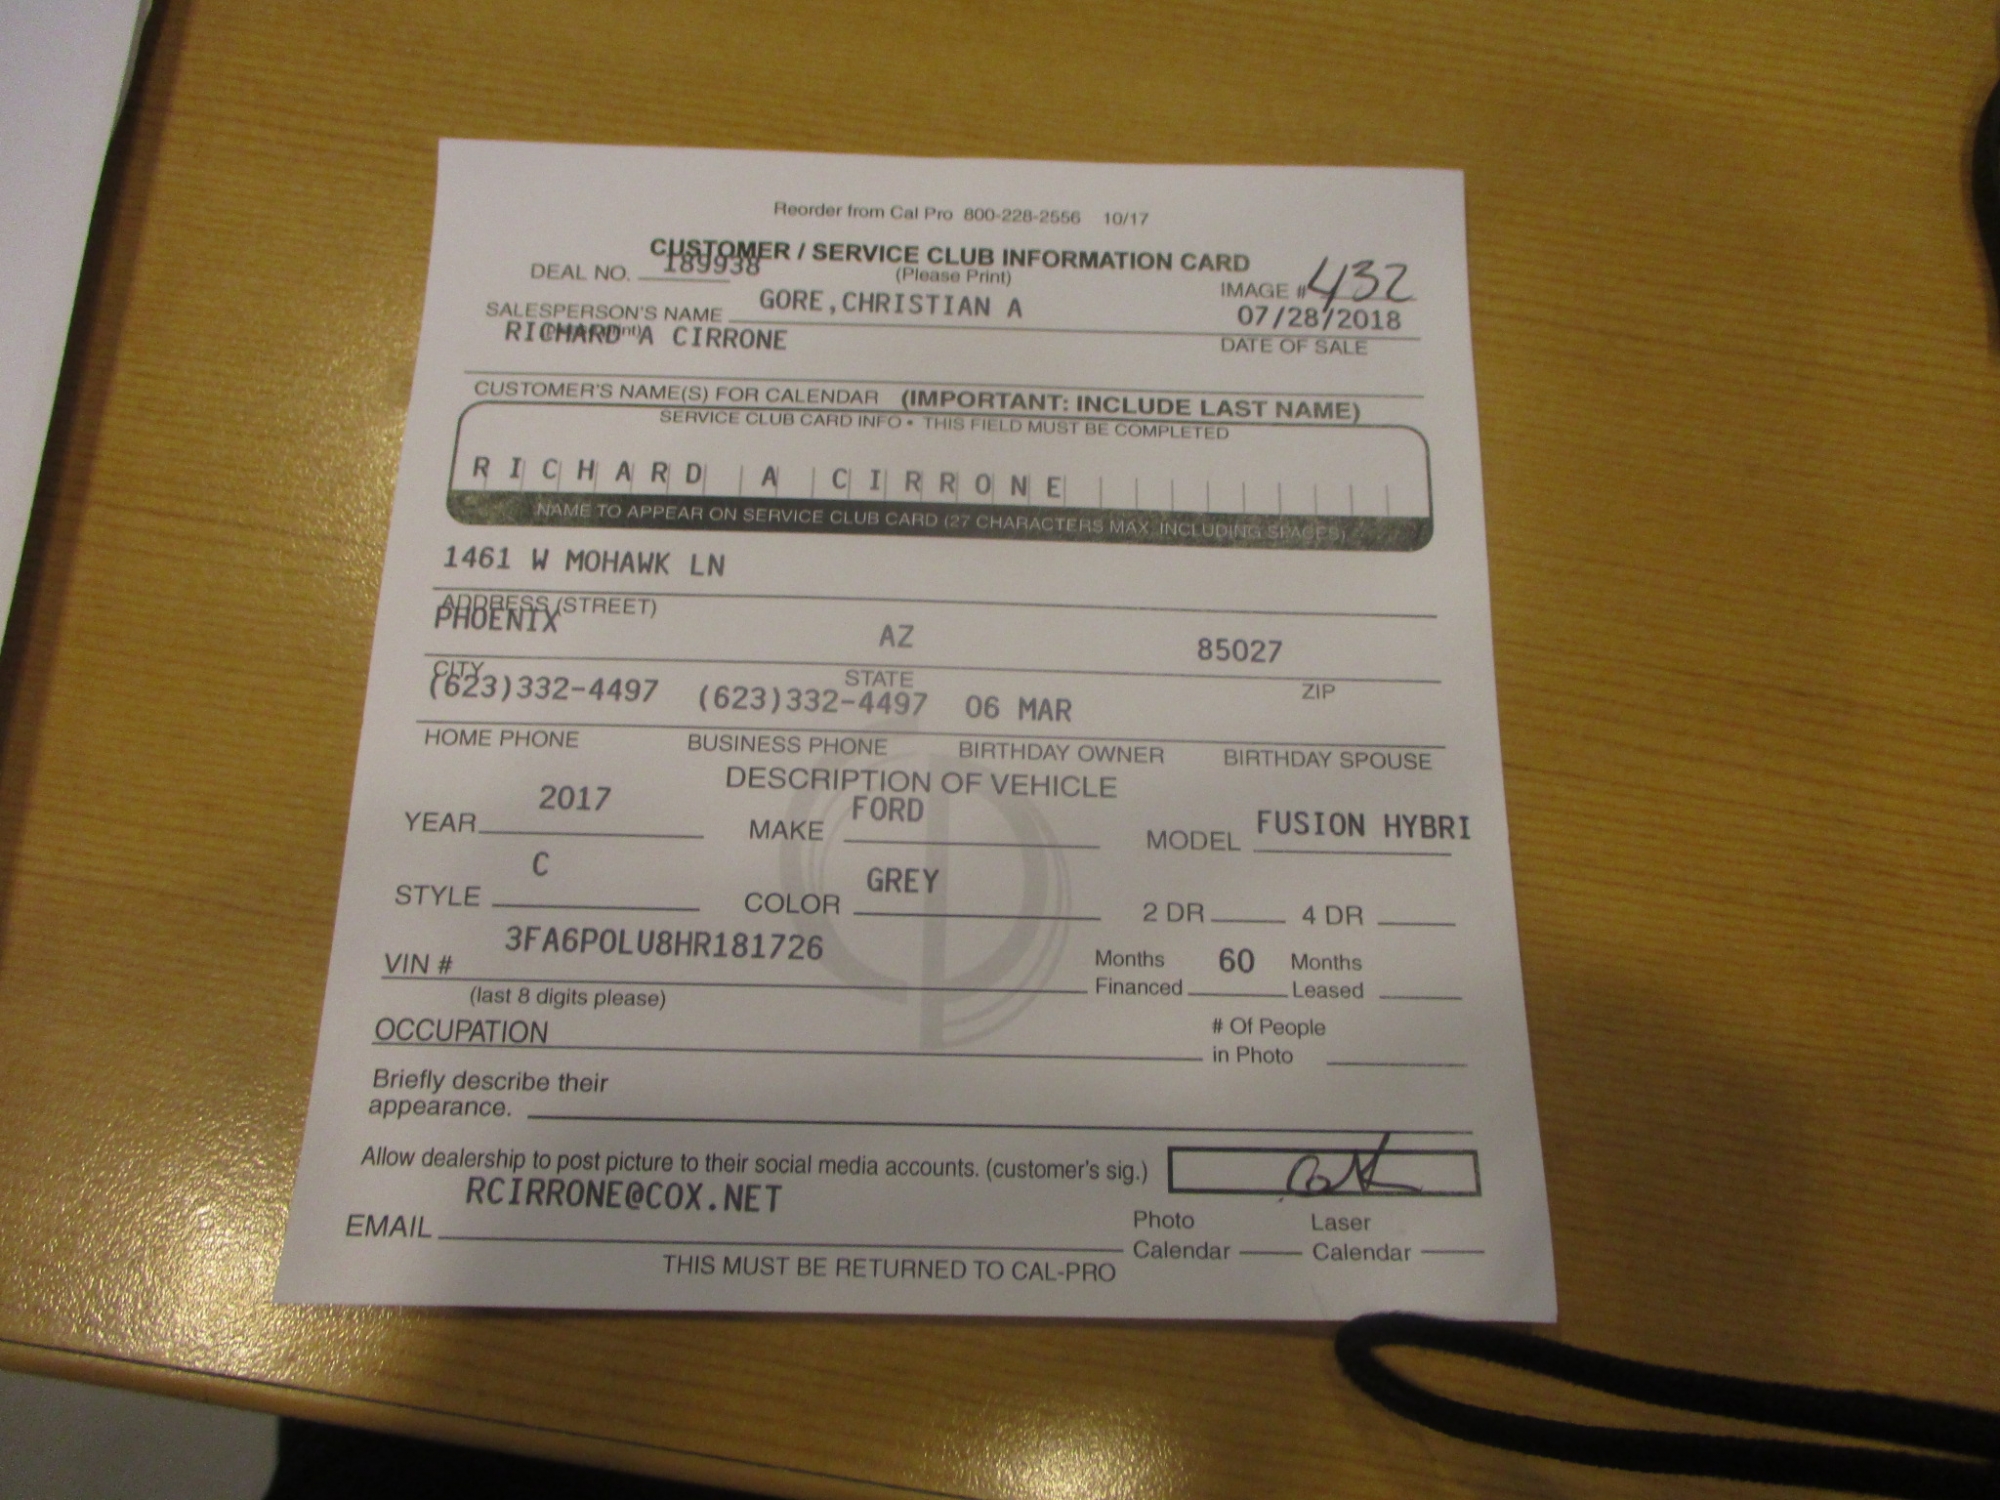 Reorder from Cal Pro 800-228-2556 10/17
CUSTOMER / SERVICE CLUB INFORMATION CARD
DEAL NO. 189938 (Please Print)
IMAGE # 432
SALESPERSON'S NAME GORE,CHRISTIAN A 07/28/2018
RICHARD A CIRRONE DATE OF SALE
CUSTOMER'S NAME(S) FOR CALENDAR (IMPORTANT: INCLUDE LAST NAME)
SERVICE CLUB CARD INFO • THIS FIELD MUST BE COMPLETED
RICHARD A CIRRONE
NAME TO APPEAR ON SERVICE CLUB CARD (27 CHARACTERS MAX. INCLUDING SPACES)
1461 W MOHAWK LN
ADDRESS (STREET)
PHOENIX AZ 85027
CITY STATE ZIP
(623)332-4497 (623)332-4497 06 MAR
HOME PHONE BUSINESS PHONE BIRTHDAY OWNER BIRTHDAY SPOUSE
DESCRIPTION OF VEHICLE
YEAR 2017 MAKE FORD MODEL FUSION HYBRI
STYLE C COLOR GREY 2 DR 4 DR
VIN # 3FA6P0LU8HR181726 Months Financed 60 Months Leased
(last 8 digits please)
OCCUPATION # Of People in Photo
Briefly describe their
appearance.
Allow dealership to post picture to their social media accounts. (customer's sig.)
RCIRRONE@COX.NET
EMAIL Photo Calendar Laser Calendar
THIS MUST BE RETURNED TO CAL-PRO